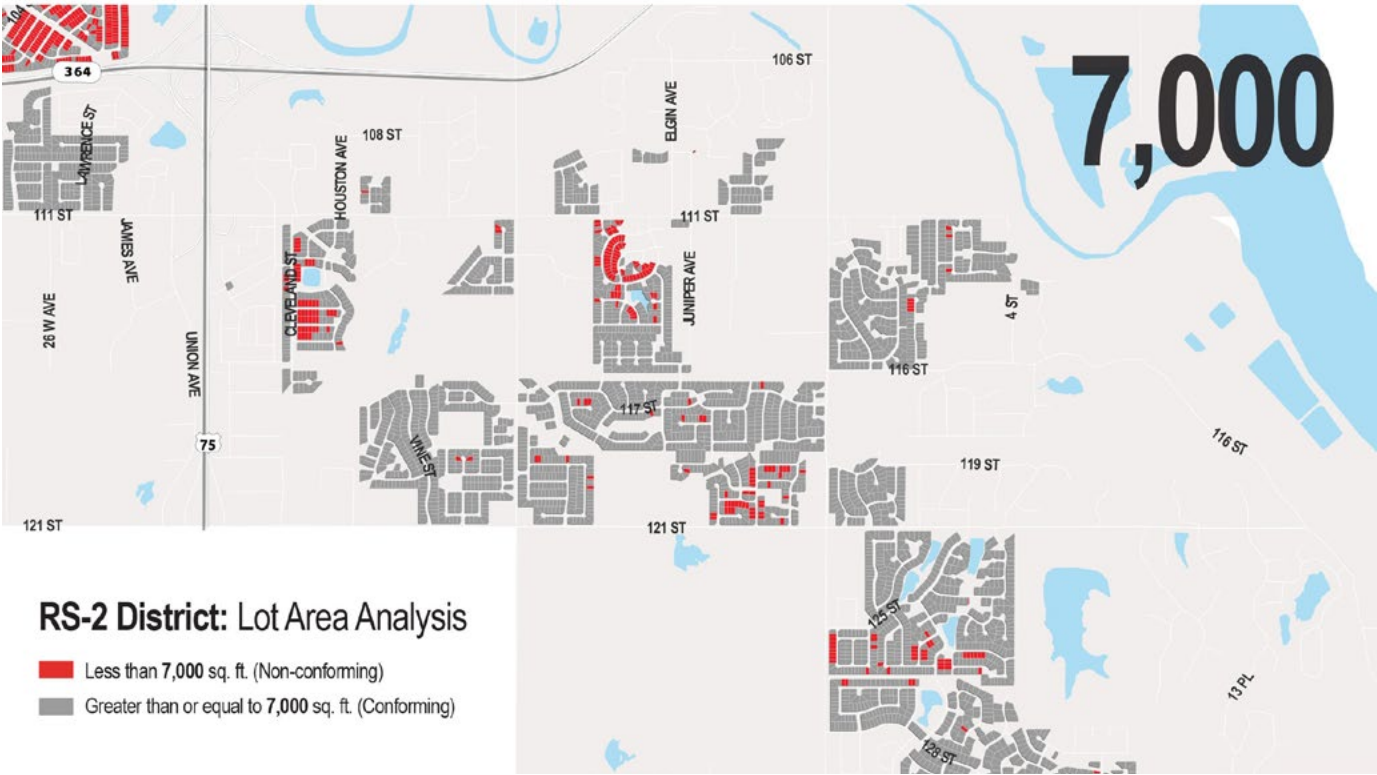 104
364
106 ST
7,000
LAWRENCE ST
108 ST
ELGIN AVE
HOUSTON AVE
111 ST
111 ST
JAMES AVE
CLEVELAND ST
JUNIPER AVE
26 W AVE
4 ST
UNION AVE
116 ST
117 ST
75
VINE ST
116 ST
119 ST
121 ST
121 ST
RS-2 District: Lot Area Analysis
Less than 7,000 sq. ft. (Non-conforming)
Greater than or equal to 7,000 sq. ft. (Conforming)
125 ST
13 PL
128 ST